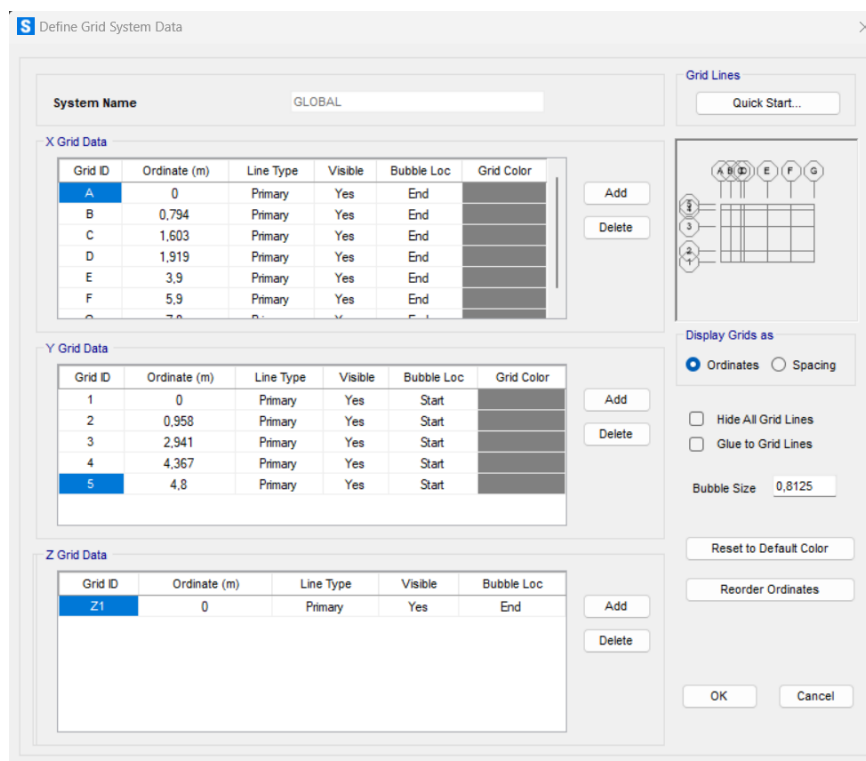 S Define Grid System Data
Grid Lines
System Name GLOBAL
Quick Start...
X Grid Data
Grid ID Ordinate (m) Line Type Visible Bubble Loc Grid Color
A 0 Primary Yes End
B 0,794 Primary Yes End
C 1,603 Primary Yes End
D 1,919 Primary Yes End
E 3,9 Primary Yes End
F 5,9 Primary Yes End
Add
Delete
A B D E F G
3
2
1
Display Grids as
Ordinates Spacing
Y Grid Data
Grid ID Ordinate (m) Line Type Visible Bubble Loc Grid Color
1 0 Primary Yes Start
2 0,958 Primary Yes Start
3 2,941 Primary Yes Start
4 4,367 Primary Yes Start
5 4,8 Primary Yes Start
Add
Delete
Hide All Grid Lines
Glue to Grid Lines
Bubble Size 0,8125
Z Grid Data
Grid ID Ordinate (m) Line Type Visible Bubble Loc
Z1 0 Primary Yes End
Add
Delete
Reset to Default Color
Reorder Ordinates
OK Cancel